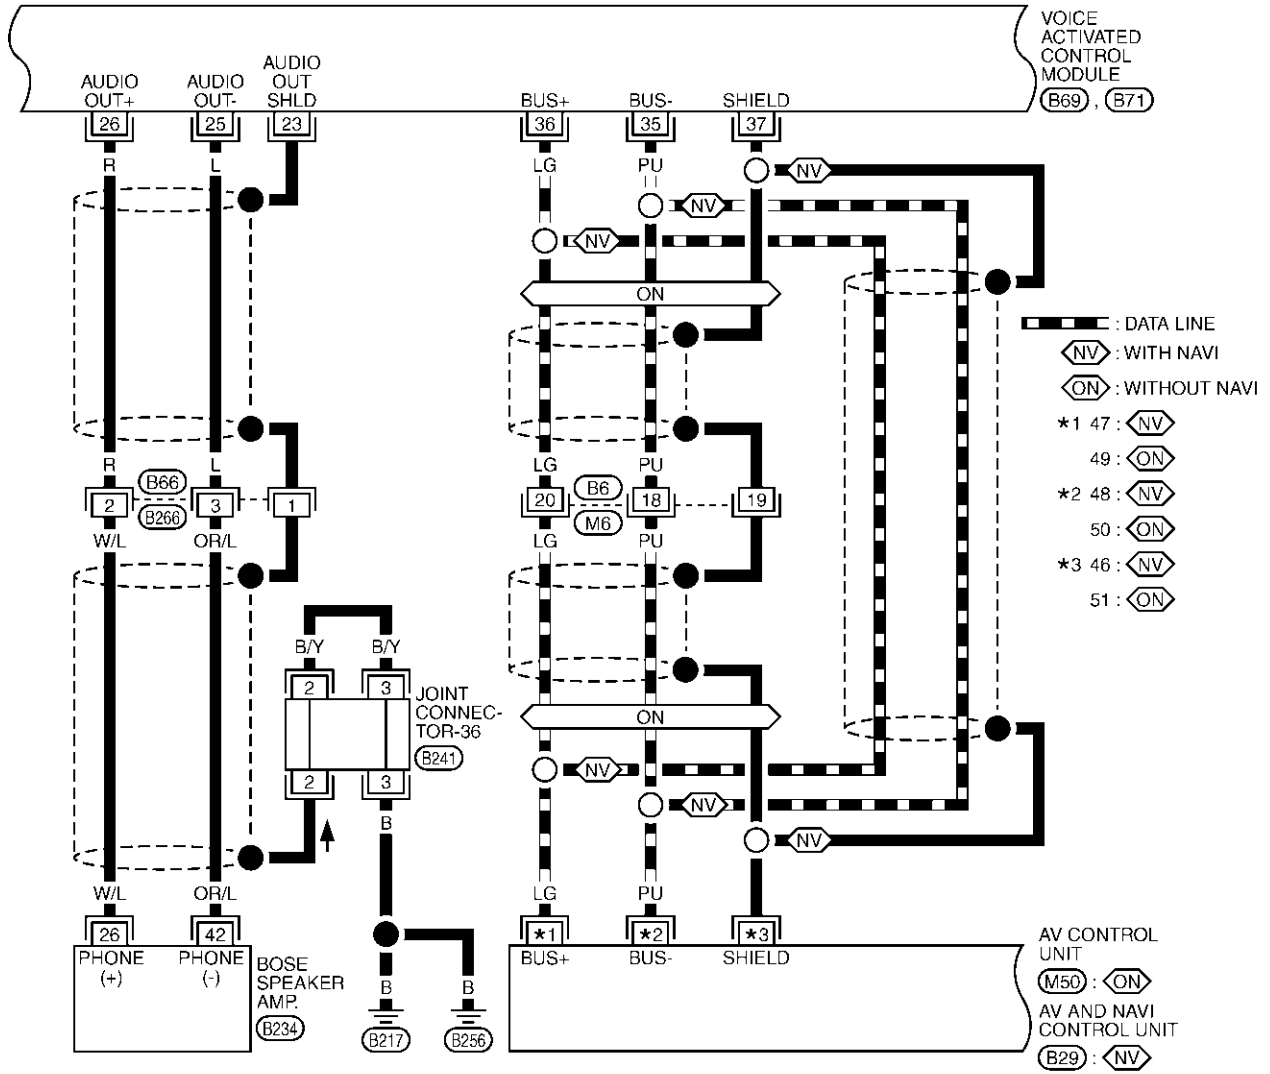 VOICE
ACTIVATED
CONTROL
MODULE
B69 , B71
AUDIO
OUT+
AUDIO
OUT-
AUDIO
OUT
SHLD
BUS+
BUS-
SHIELD
26
25
23
36
35
37
R
L
LG
PU
NV
NV
NV
ON
: DATA LINE
NV : WITH NAVI
ON : WITHOUT NAVI
*1 47 : NV
49 : ON
*2 48 : NV
50 : ON
*3 46 : NV
51 : ON
R
L
LG
PU
2
B66
B266
3
1
20
B6
M6
18
19
W/L
OR/L
LG
PU
B/Y
B/Y
2
3
JOINT
CONNEC-
TOR-36
B241
2
3
ON
NV
NV
NV
B
W/L
OR/L
LG
PU
26
42
*1
*2
*3
PHONE
(+)
PHONE
(-)
BOSE
SPEAKER
AMP.
B234
B
B
B217
B256
BUS+
BUS-
SHIELD
AV CONTROL
UNIT
M50 : ON
AV AND NAVI
CONTROL UNIT
B29 : NV